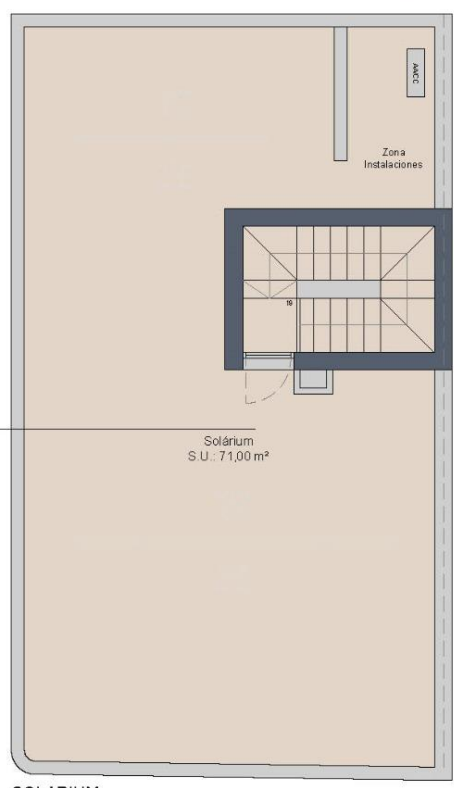 AACC
Zona
Instalaciones
19
Solárium
S.U.: 71,00 m²
SOLARIUM